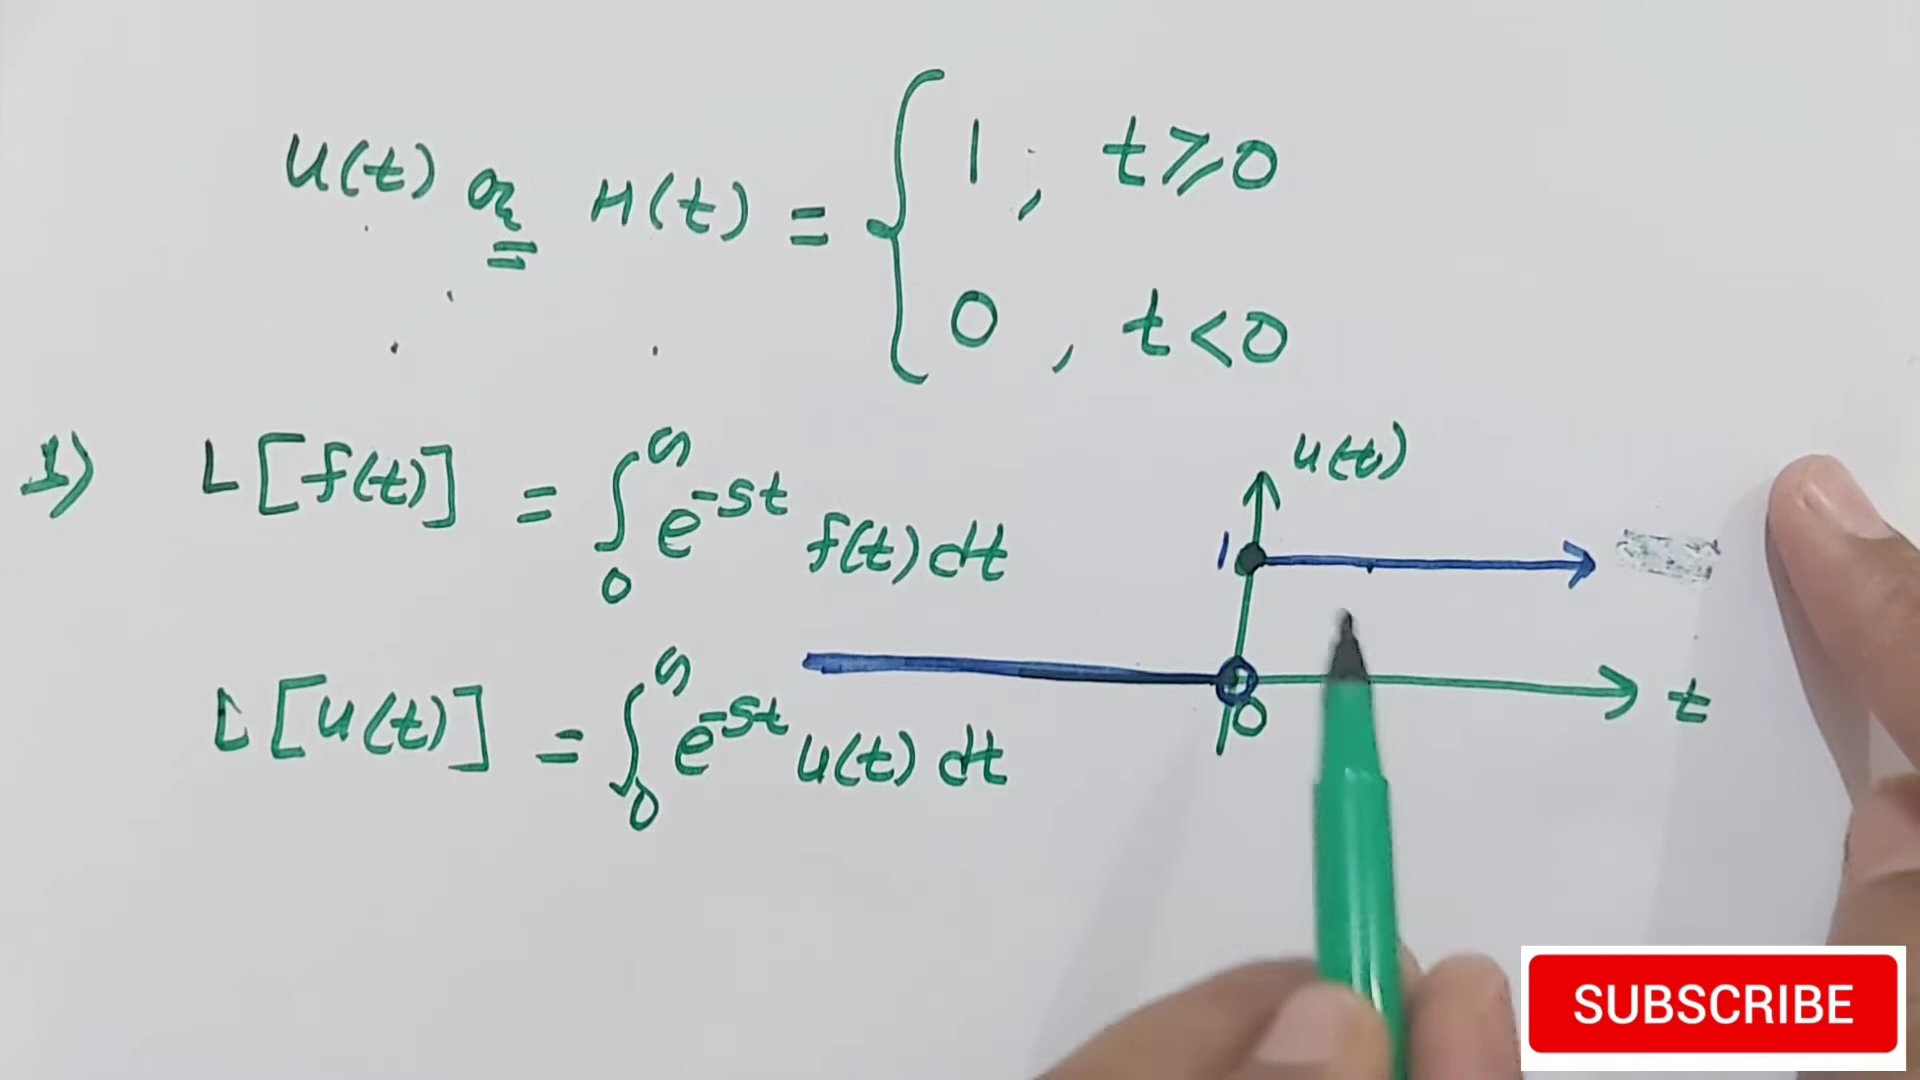 u(t) or H(t) = { 1 , t ⩾ 0
0 , t < 0
1) L[f(t)] = ∫₀^∞ e^{-st} f(t) dt
L[u(t)] = ∫₀^∞ e^{-st} u(t) dt
u(t)
1
0
t
SUBSCRIBE